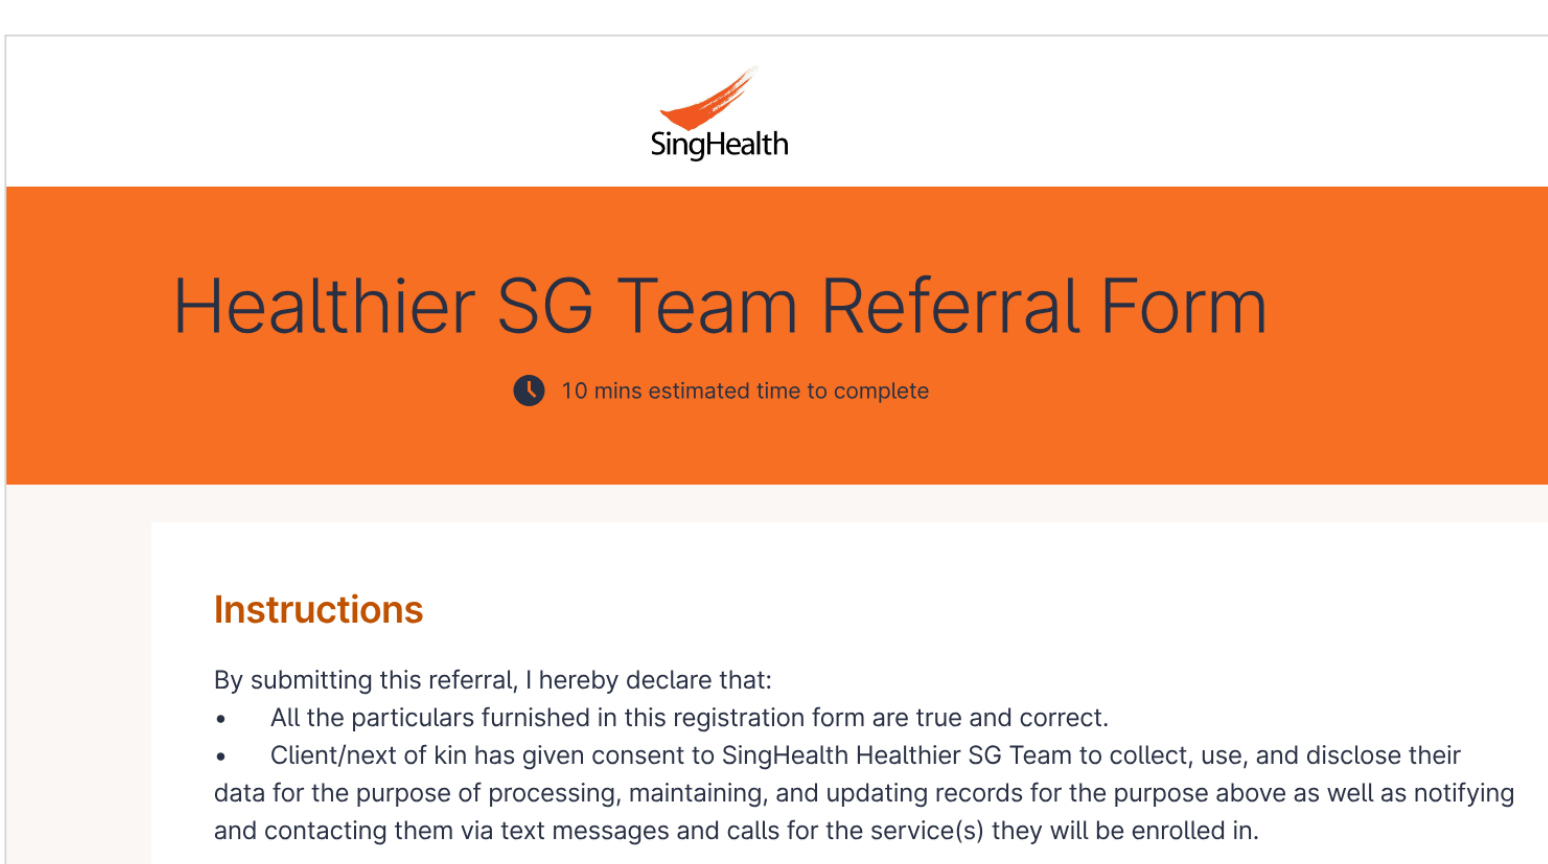 SingHealth
Healthier SG Team Referral Form
10 mins estimated time to complete
Instructions
By submitting this referral, I hereby declare that:
• All the particulars furnished in this registration form are true and correct.
• Client/next of kin has given consent to SingHealth Healthier SG Team to collect, use, and disclose their
data for the purpose of processing, maintaining, and updating records for the purpose above as well as notifying
and contacting them via text messages and calls for the service(s) they will be enrolled in.